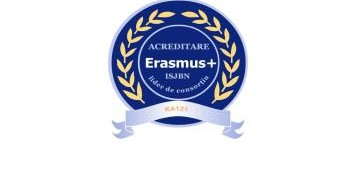 ACREDITARE
Erasmus+
ISJBN
lider de consorțiu
KA121